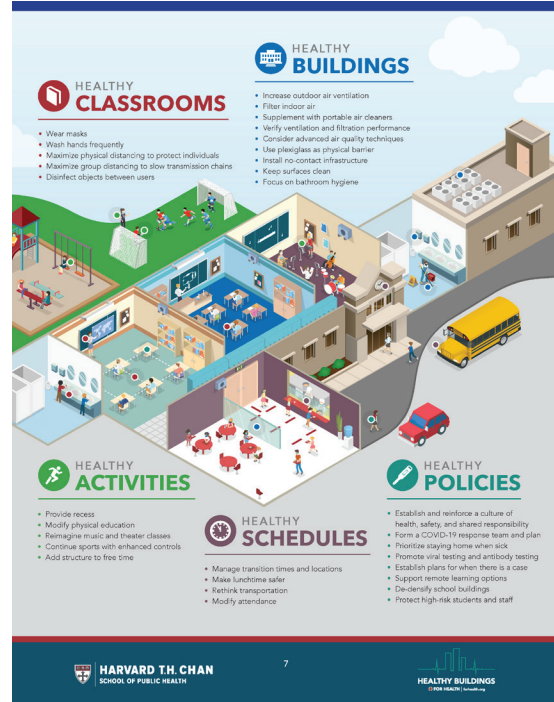 HEALTHY
BUILDINGS
• Increase outdoor air ventilation
• Filter indoor air
• Supplement with portable air cleaners
• Verify ventilation and filtration performance
• Consider advanced air quality techniques
• Use plexiglass as physical barrier
• Install no-contact infrastructure
• Keep surfaces clean
• Focus on bathroom hygiene
HEALTHY
CLASSROOMS
• Wear masks
• Wash hands frequently
• Maximize physical distancing to protect individuals
• Maximize group distancing to slow transmission chains
• Disinfect objects between users
HEALTHY
ACTIVITIES
• Provide recess
• Modify physical education
• Reimagine music and theater classes
• Continue sports with enhanced controls
• Add structure to free time
HEALTHY
SCHEDULES
• Manage transition times and locations
• Make lunchtime safer
• Rethink transportation
• Modify attendance
HEALTHY
POLICIES
• Establish and reinforce a culture of
health, safety, and shared responsibility
• Form a COVID-19 response team and plan
• Prioritize staying home when sick
• Promote viral testing and antibody testing
• Establish plans for when there is a case
• Support remote learning options
• De-densify school buildings
• Protect high-risk students and staff
HARVARD T.H. CHAN
SCHOOL OF PUBLIC HEALTH
7
HEALTHY BUILDINGS
FOR HEALTH | forhealth.org